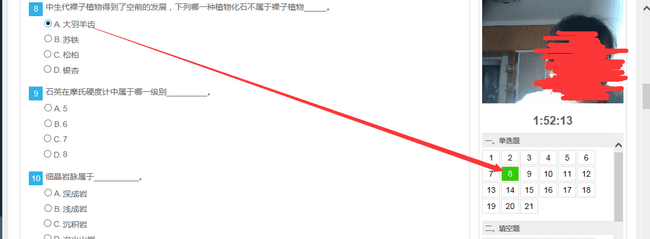 8 中生代裸子植物得到了空前的发展，下列哪一种植物化石不属于裸子植物_____。
A. 大羽羊齿
B. 苏铁
C. 松柏
D. 银杏
9 石英在摩氏硬度计中属于哪一级别_________。
A. 5
B. 6
C. 7
D. 8
10 细晶岩脉属于__________。
A. 深成岩
B. 浅成岩
C. 沉积岩
1:52:13
一、单选题
1 2 3 4 5 6
7 8 9 10 11 12
13 14 15 16 17 18
19 20 21
二、填空题